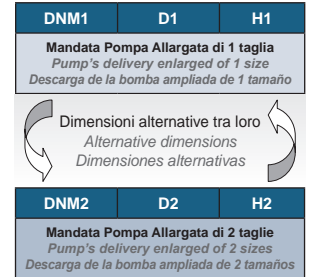 DNM1 D1 H1
Mandata Pompa Allargata di 1 taglia
Pump's delivery enlarged of 1 size
Descarga de la bomba ampliada de 1 tamaño
Dimensioni alternative tra loro
Alternative dimensions
Dimensiones alternativas
DNM2 D2 H2
Mandata Pompa Allargata di 2 taglie
Pump's delivery enlarged of 2 sizes
Descarga de la bomba ampliada de 2 tamaños